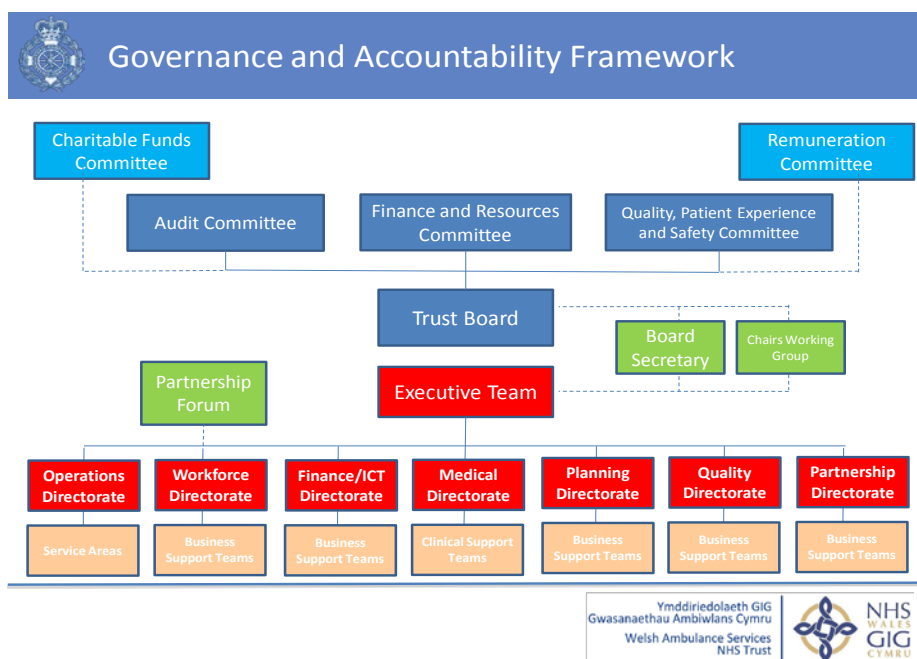 Governance and Accountability Framework
Charitable Funds
Committee
Remuneration
Committee
Audit Committee
Finance and Resources
Committee
Quality, Patient Experience
and Safety Committee
Trust Board
Board
Secretary
Chairs Working
Group
Partnership
Forum
Executive Team
Operations
Directorate
Workforce
Directorate
Finance/ICT
Directorate
Medical
Directorate
Planning
Directorate
Quality
Directorate
Partnership
Directorate
Service Areas
Business
Support Teams
Business
Support Teams
Clinical Support
Teams
Business
Support Teams
Business
Support Teams
Business
Support Teams
Ymddiriedolaeth GIG
Gwasanaethau Ambiwlans Cymru
Welsh Ambulance Services
NHS Trust
NHS
WALES
GIG
CYMRU